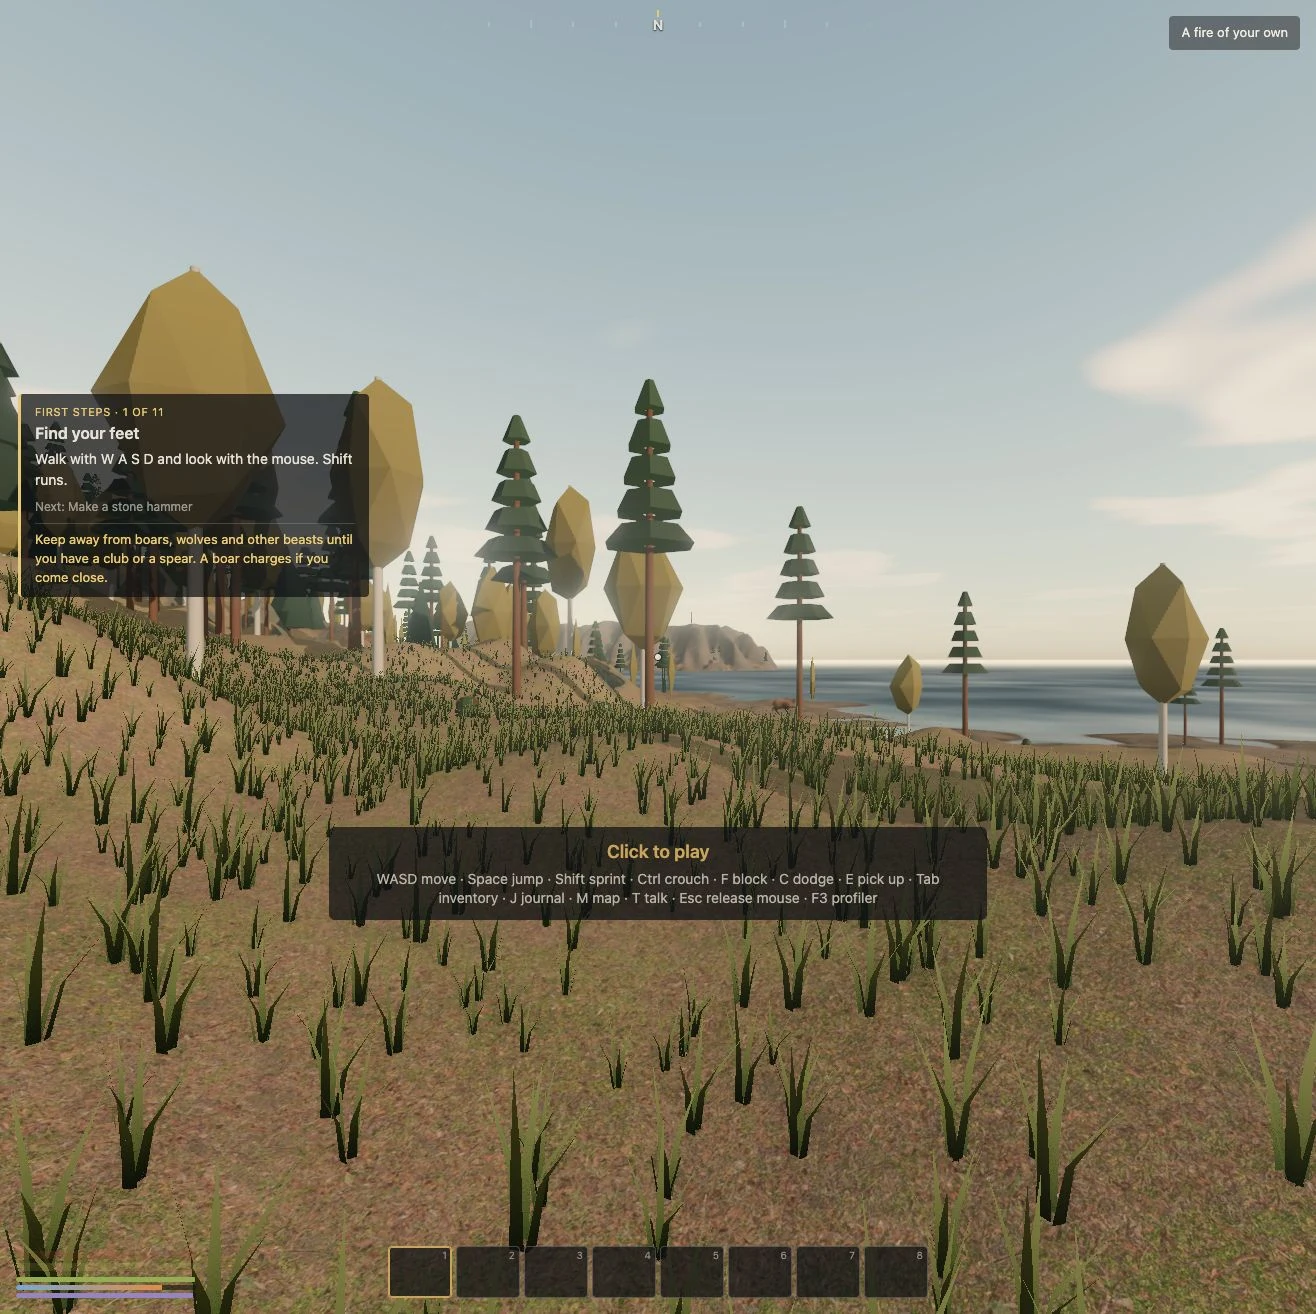 N
A fire of your own
FIRST STEPS · 1 OF 11
Find your feet
Walk with W A S D and look with the mouse. Shift
runs.
Next: Make a stone hammer
Keep away from boars, wolves and other beasts until
you have a club or a spear. A boar charges if you
come close.
Click to play
WASD move · Space jump · Shift sprint · Ctrl crouch · F block · C dodge · E pick up · Tab
inventory · J journal · M map · T talk · Esc release mouse · F3 profiler
1 2 3 4 5 6 7 8